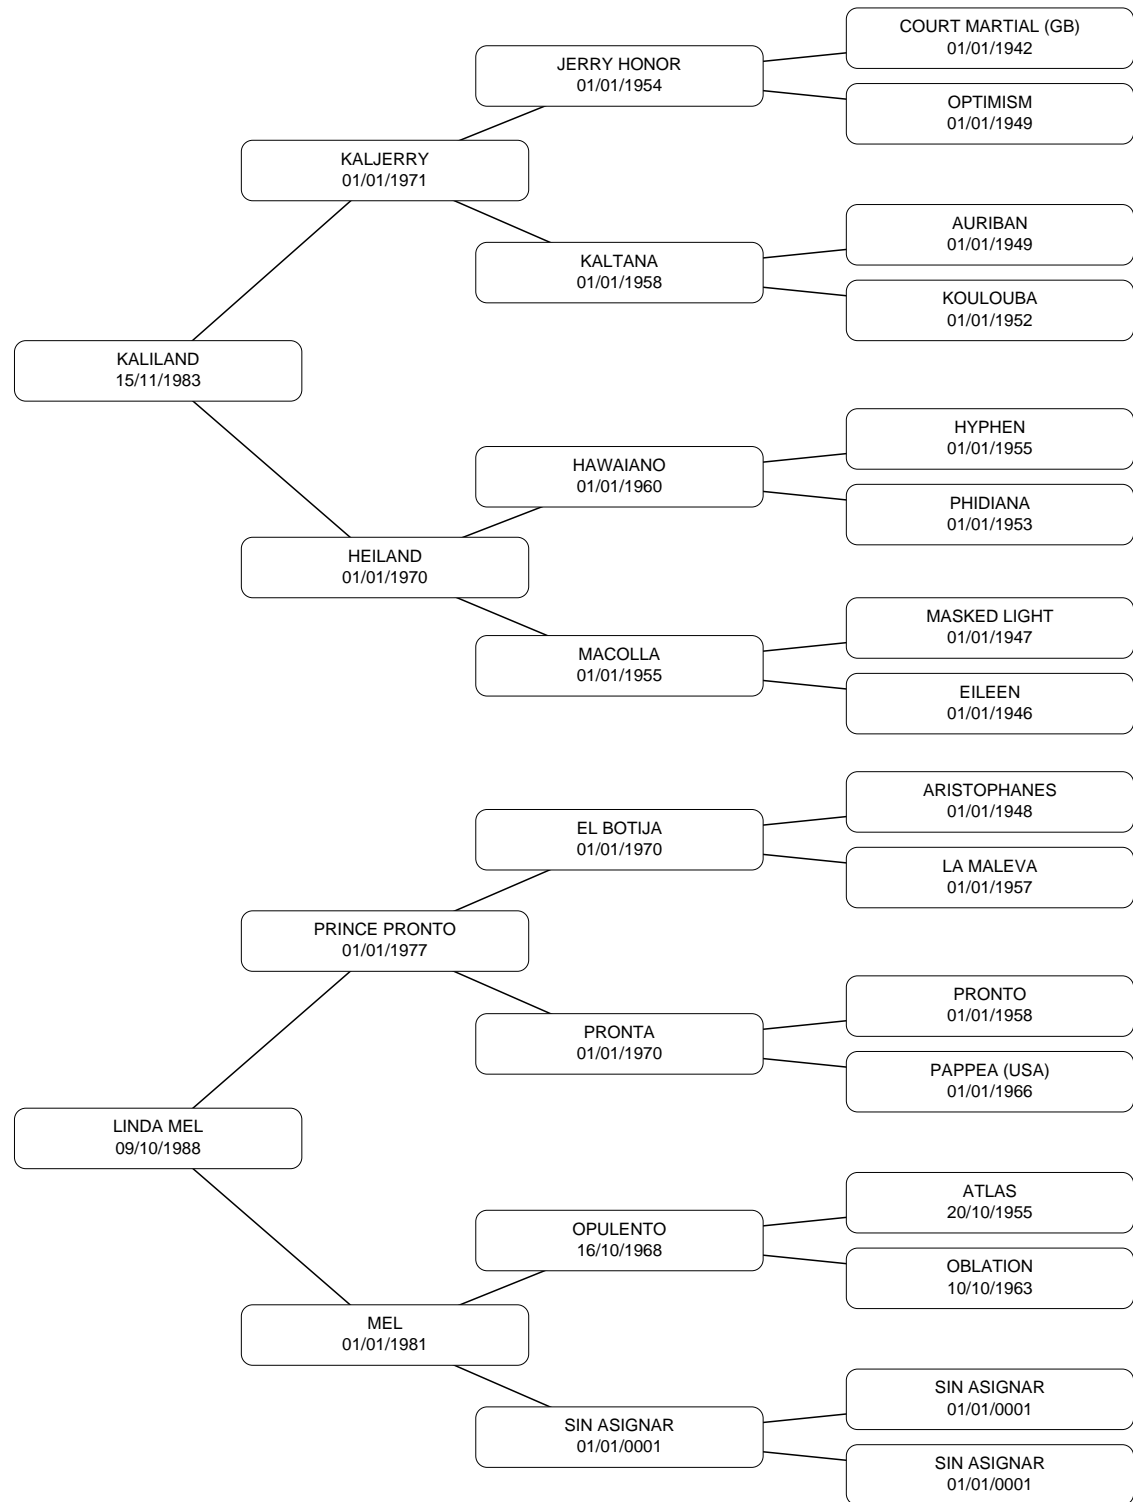 COURT MARTIAL (GB)
01/01/1942
JERRY HONOR
01/01/1954
OPTIMISM
01/01/1949
KALJERRY
01/01/1971
AURIBAN
01/01/1949
KALTANA
01/01/1958
KOULOUBA
01/01/1952
KALILAND
15/11/1983
HYPHEN
01/01/1955
HAWAIANO
01/01/1960
PHIDIANA
01/01/1953
HEILAND
01/01/1970
MASKED LIGHT
01/01/1947
MACOLLA
01/01/1955
EILEEN
01/01/1946
ARISTOPHANES
01/01/1948
EL BOTIJA
01/01/1970
LA MALEVA
01/01/1957
PRINCE PRONTO
01/01/1977
PRONTO
01/01/1958
PRONTA
01/01/1970
PAPPEA (USA)
01/01/1966
LINDA MEL
09/10/1988
ATLAS
20/10/1955
OPULENTO
16/10/1968
OBLATION
10/10/1963
MEL
01/01/1981
SIN ASIGNAR
01/01/0001
SIN ASIGNAR
01/01/0001
SIN ASIGNAR
01/01/0001